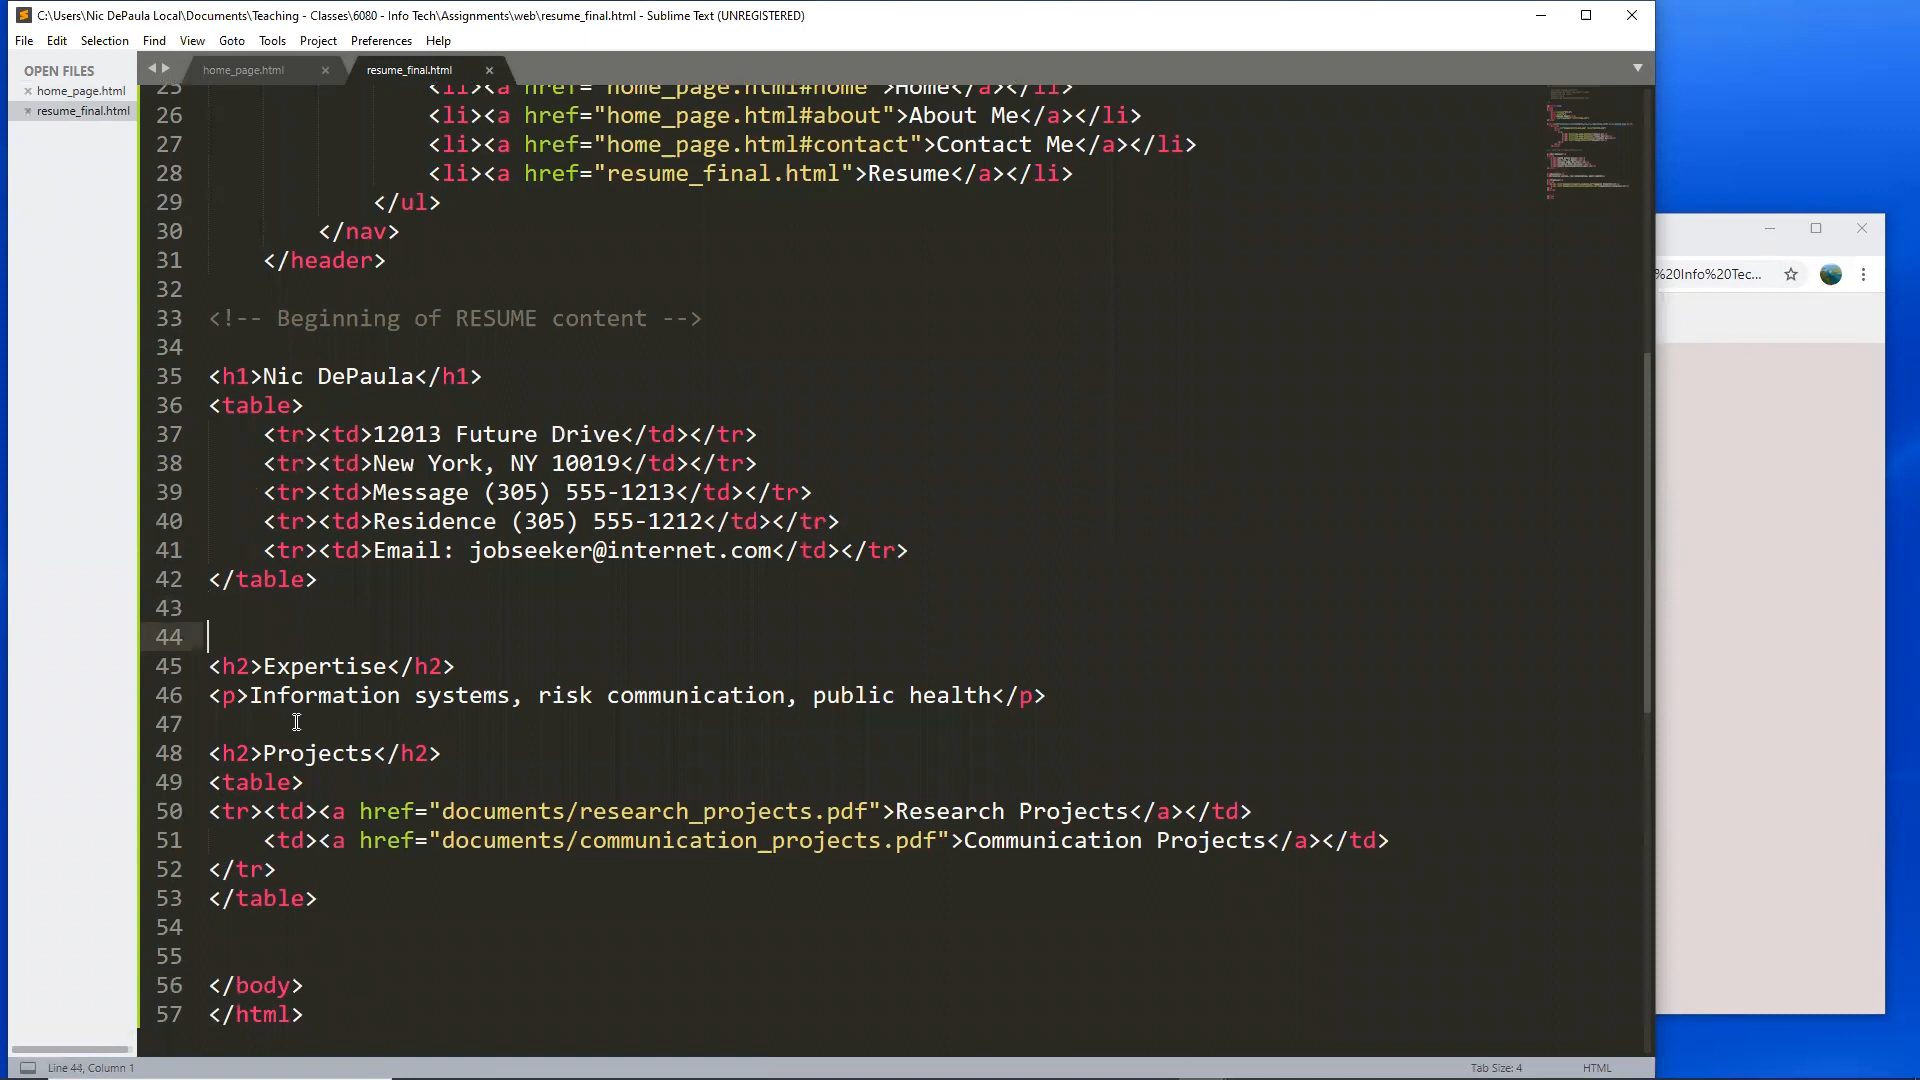 C:\Users\Nic DePaula Local\Documents\Teaching - Classes\6080 - Info Tech\Assignments\web\resume_final.html - Sublime Text (UNREGISTERED)
File Edit Selection Find View Goto Tools Project Preferences Help
OPEN FILES
home_page.html
resume_final.html
home_page.html
resume_final.html
25 <li><a href="home_page.html#home">Home</a></li>
26 <li><a href="home_page.html#about">About Me</a></li>
27 <li><a href="home_page.html#contact">Contact Me</a></li>
28 <li><a href="resume_final.html">Resume</a></li>
29 </ul>
30 </nav>
31 </header>
32
33 <!-- Beginning of RESUME content -->
34
35 <h1>Nic DePaula</h1>
36 <table>
37 <tr><td>12013 Future Drive</td></tr>
38 <tr><td>New York, NY 10019</td></tr>
39 <tr><td>Message (305) 555-1213</td></tr>
40 <tr><td>Residence (305) 555-1212</td></tr>
41 <tr><td>Email: jobseeker@internet.com</td></tr>
42 </table>
43
44
45 <h2>Expertise</h2>
46 <p>Information systems, risk communication, public health</p>
47
48 <h2>Projects</h2>
49 <table>
50 <tr><td><a href="documents/research_projects.pdf">Research Projects</a></td>
51 <td><a href="documents/communication_projects.pdf">Communication Projects</a></td>
52 </tr>
53 </table>
54
55
56 </body>
57 </html>
%20Info%20Tec...
Line 44, Column 1
Tab Size: 4
HTML